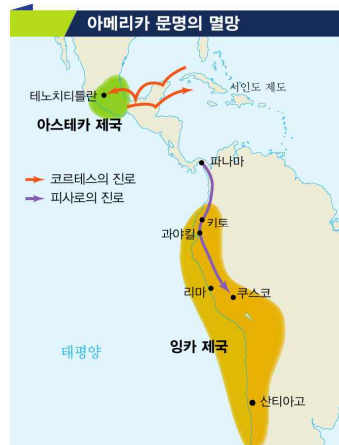 아메리카 문명의 멸망
테노치티틀란
서인도 제도
아스테카 제국
파나마
코르테스의 진로
피사로의 진로
키토
과야킬
리마
쿠스코
잉카 제국
태평양
산티아고